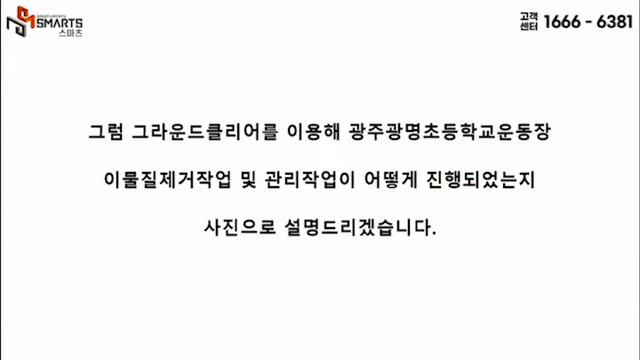 SMARTS
스마츠
고객
센터
1666 - 6381
그럼 그라운드클리어를 이용해 광주광명초등학교운동장
이물질제거작업 및 관리작업이 어떻게 진행되었는지
사진으로 설명드리겠습니다.